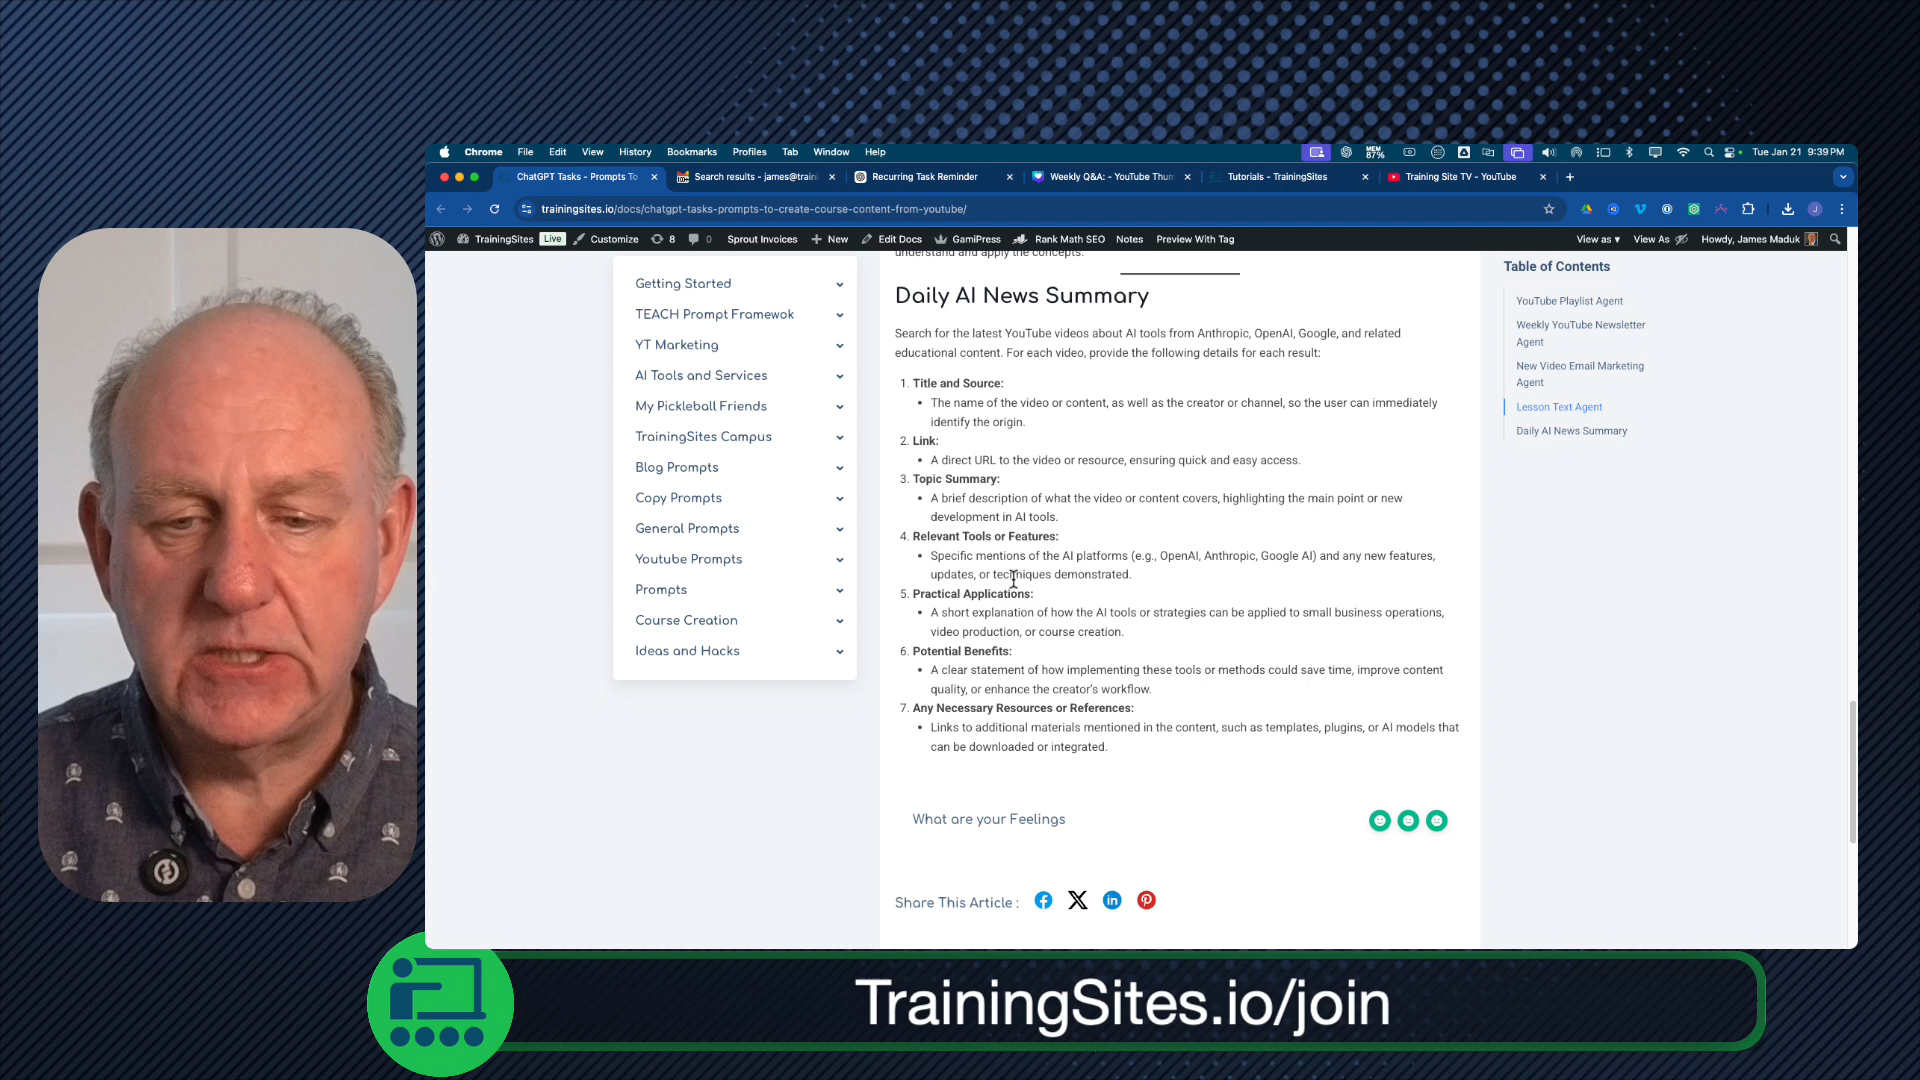 Chrome File Edit View History Bookmarks Profiles Tab Window Help
MEM 87%
Tue Jan 21 9:39 PM
ChatGPT Tasks - Prompts To
Search results - james@traini
Recurring Task Reminder
Weekly Q&A: - YouTube Thum
Tutorials - TrainingSites
Training Site TV - YouTube
trainingsites.io/docs/chatgpt-tasks-prompts-to-create-course-content-from-youtube/
TrainingSites Live Customize 8 0 Sprout Invoices New Edit Docs GamiPress Rank Math SEO Notes Preview With Tag View as View As Howdy, James Maduk
Getting Started
TEACH Prompt Framewok
YT Marketing
AI Tools and Services
My Pickleball Friends
TrainingSites Campus
Blog Prompts
Copy Prompts
General Prompts
Youtube Prompts
Prompts
Course Creation
Ideas and Hacks
understand and apply the concepts.
Daily AI News Summary
Search for the latest YouTube videos about AI tools from Anthropic, OpenAI, Google, and related
educational content. For each video, provide the following details for each result:
1. Title and Source:
• The name of the video or content, as well as the creator or channel, so the user can immediately
identify the origin.
2. Link:
• A direct URL to the video or resource, ensuring quick and easy access.
3. Topic Summary:
• A brief description of what the video or content covers, highlighting the main point or new
development in AI tools.
4. Relevant Tools or Features:
• Specific mentions of the AI platforms (e.g., OpenAI, Anthropic, Google AI) and any new features,
updates, or techniques demonstrated.
5. Practical Applications:
• A short explanation of how the AI tools or strategies can be applied to small business operations,
video production, or course creation.
6. Potential Benefits:
• A clear statement of how implementing these tools or methods could save time, improve content
quality, or enhance the creator's workflow.
7. Any Necessary Resources or References:
• Links to additional materials mentioned in the content, such as templates, plugins, or AI models that
can be downloaded or integrated.
What are your Feelings
Share This Article :
Table of Contents
YouTube Playlist Agent
Weekly YouTube Newsletter
Agent
New Video Email Marketing
Agent
Lesson Text Agent
Daily AI News Summary
TrainingSites.io/join